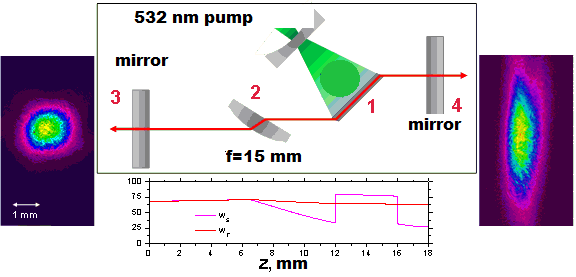 532 nm pump
mirror
3
2
1
4
mirror
f=15 mm
1 mm
100
75
50
25
0
w_s
w_r
0 2 4 6 8 10 12 14 16 18
z, mm